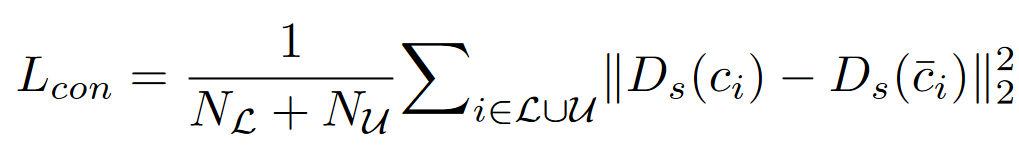 L_{con} = \frac{1}{N_{\mathcal{L}} + N_{\mathcal{U}}} \sum_{i \in \mathcal{L} \cup \mathcal{U}} \| D_s(c_i) - D_s(\bar{c}_i) \|_2^2